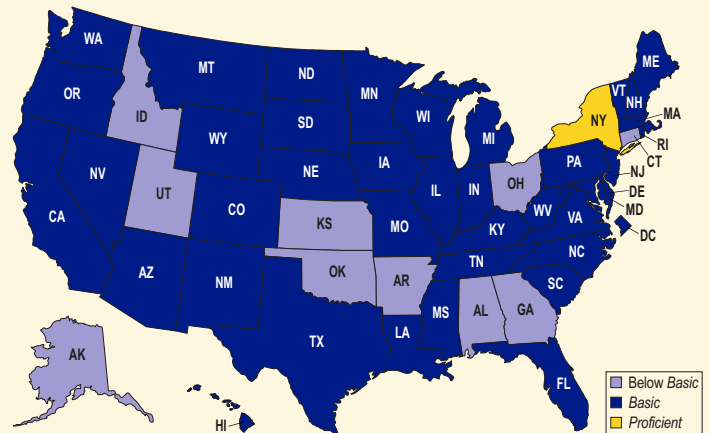 WA
MT
ND
MN
ME
VT
NH
MA
OR
ID
SD
WI
MI
NY
RI
CT
WY
NE
IA
PA
NJ
NV
UT
CO
IL
IN
OH
DE
MD
CA
KS
MO
KY
WV
VA
DC
AZ
NM
OK
AR
TN
NC
SC
TX
LA
MS
AL
GA
AK
HI
FL
Below Basic
Basic
Proficient